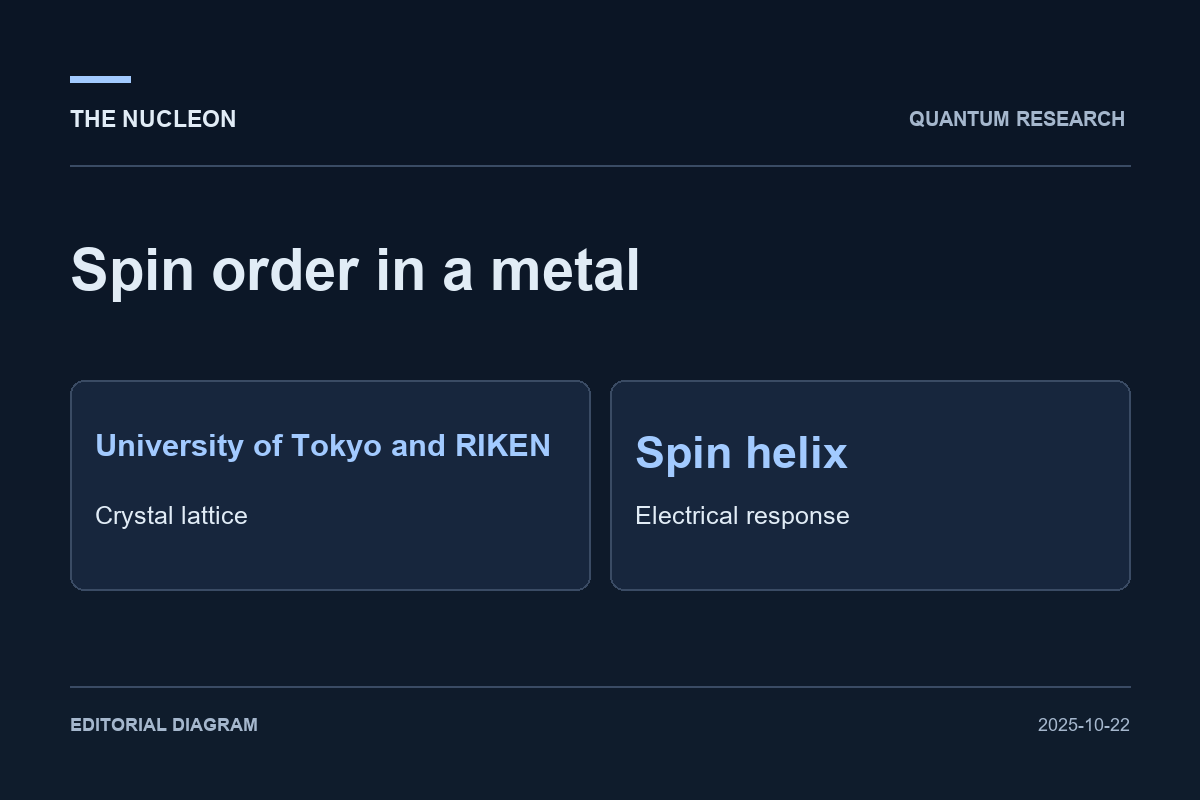 THE NUCLEON
QUANTUM RESEARCH
Spin order in a metal
University of Tokyo and RIKEN
Crystal lattice
Spin helix
Electrical response
EDITORIAL DIAGRAM
2025-10-22